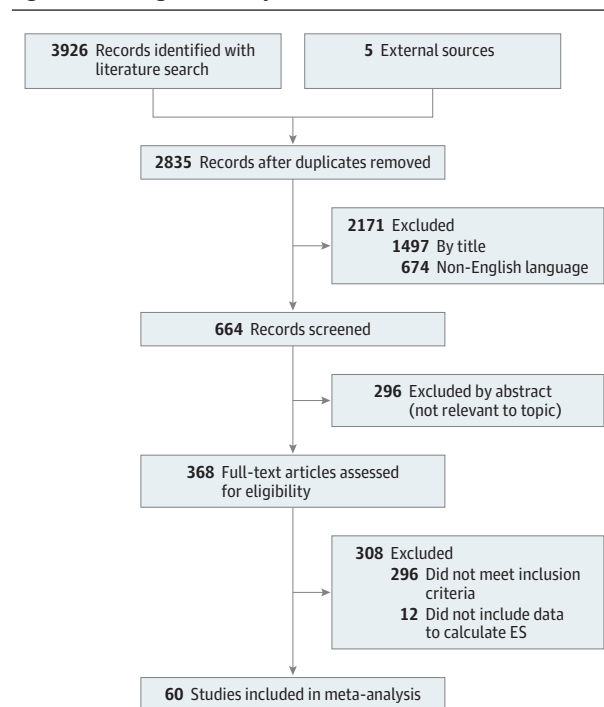 3926 Records identified with
literature search
5 External sources
2835 Records after duplicates removed
2171 Excluded
1497 By title
674 Non-English language
664 Records screened
296 Excluded by abstract
(not relevant to topic)
368 Full-text articles assessed
for eligibility
308 Excluded
296 Did not meet inclusion
criteria
12 Did not include data
to calculate ES
60 Studies included in meta-analysis